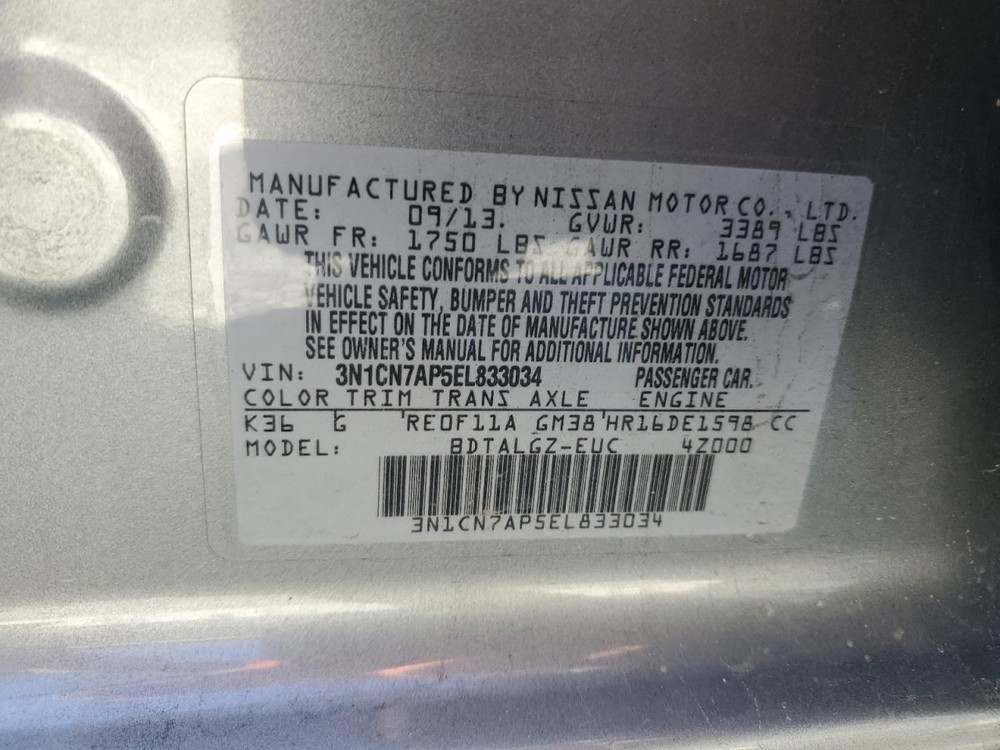 MANUFACTURED BY NISSAN MOTOR CO., LTD.
DATE: 09/13. GVWR: 3389 LBS
GAWR FR: 1750 LBS GAWR RR: 1687 LBS
THIS VEHICLE CONFORMS TO ALL APPLICABLE FEDERAL MOTOR
VEHICLE SAFETY, BUMPER AND THEFT PREVENTION STANDARDS
IN EFFECT ON THE DATE OF MANUFACTURE SHOWN ABOVE.
SEE OWNER'S MANUAL FOR ADDITIONAL INFORMATION.
VIN: 3N1CN7AP5EL833034 PASSENGER CAR.
COLOR TRIM TRANS AXLE ENGINE
K36 G RE0F11A GM38 HR16DE1598 CC
MODEL: BDTALGZ-EUC 4Z000
3N1CN7AP5EL833034